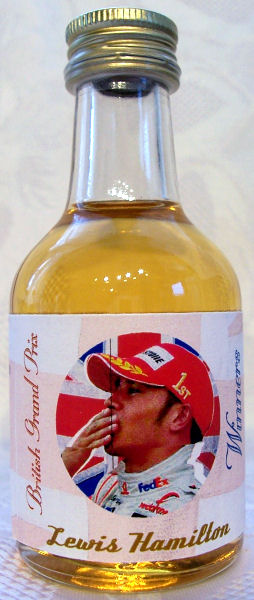 British Grand Prix
Winners
1ST
FedEx
Lewis Hamilton